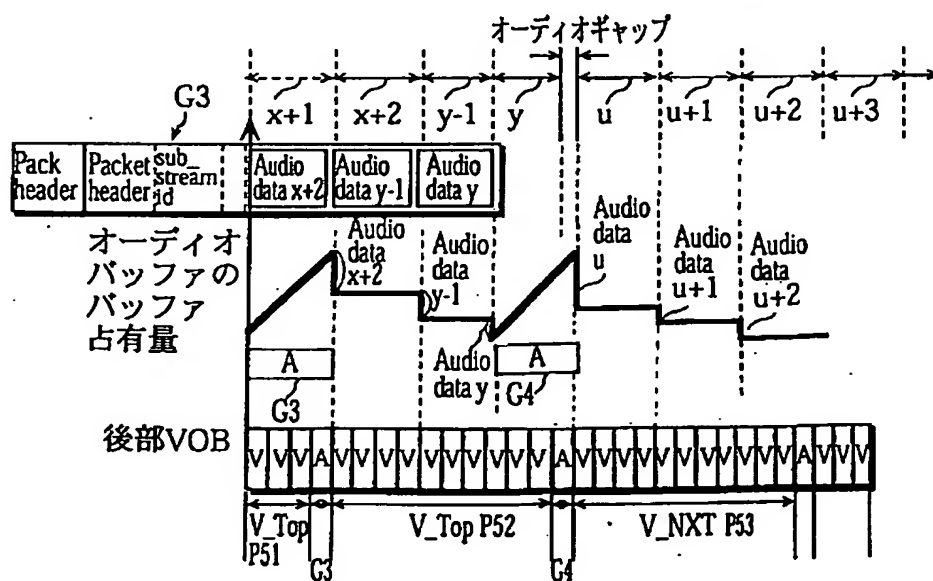 オーディオギャップ
x+1 x+2 y-1 y u u+1 u+2 u+3
G3
Pack header
Packet header
sub_stream id
Audio data x+2
Audio data y-1
Audio data y
オーディオ
バッファの
バッファ
占有量
Audio data x+2
Audio data y-1
Audio data y
Audio data u
Audio data u+1
Audio data u+2
A
G3
A
G4
後部VOB
V V V A V V V V V V V V V V A V V V V V V V V V V A V V V
V_Top P51
G3
V_Top P52
G4
V_NXT P53